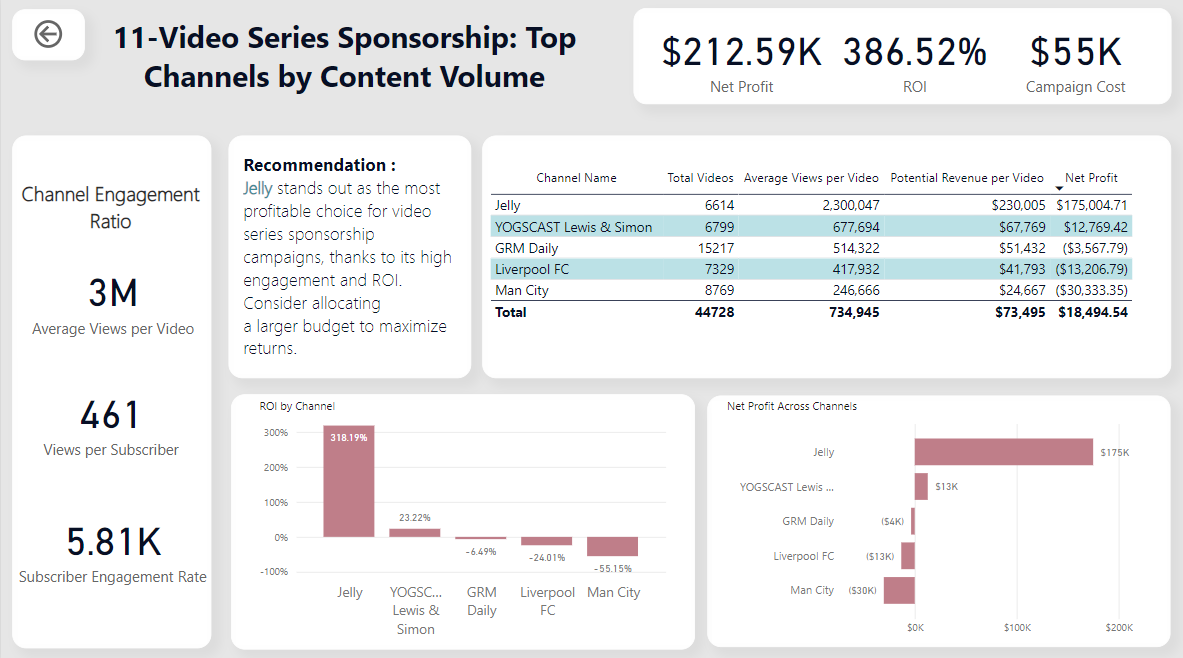 11-Video Series Sponsorship: Top
Channels by Content Volume
$212.59K
Net Profit
386.52%
ROI
$55K
Campaign Cost
Channel Engagement
Ratio
3M
Average Views per Video
461
Views per Subscriber
5.81K
Subscriber Engagement Rate
Recommendation :
Jelly stands out as the most
profitable choice for video
series sponsorship
campaigns, thanks to its high
engagement and ROI.
Consider allocating
a larger budget to maximize
returns.
Channel Name Total Videos Average Views per Video Potential Revenue per Video Net Profit
Jelly 6614 2,300,047 $230,005 $175,004.71
YOGSCAST Lewis & Simon 6799 677,694 $67,769 $12,769.42
GRM Daily 15217 514,322 $51,432 ($3,567.79)
Liverpool FC 7329 417,932 $41,793 ($13,206.79)
Man City 8769 246,666 $24,667 ($30,333.35)
Total 44728 734,945 $73,495 $18,494.54
ROI by Channel
300%
200%
100%
0%
-100%
318.19%
23.22%
-6.49%
-24.01%
-55.15%
Jelly
YOGSC...
Lewis &
Simon
GRM
Daily
Liverpool
FC
Man City
Net Profit Across Channels
Jelly $175K
YOGSCAST Lewis ... $13K
GRM Daily ($4K)
Liverpool FC ($13K)
Man City ($30K)
$0K $100K $200K